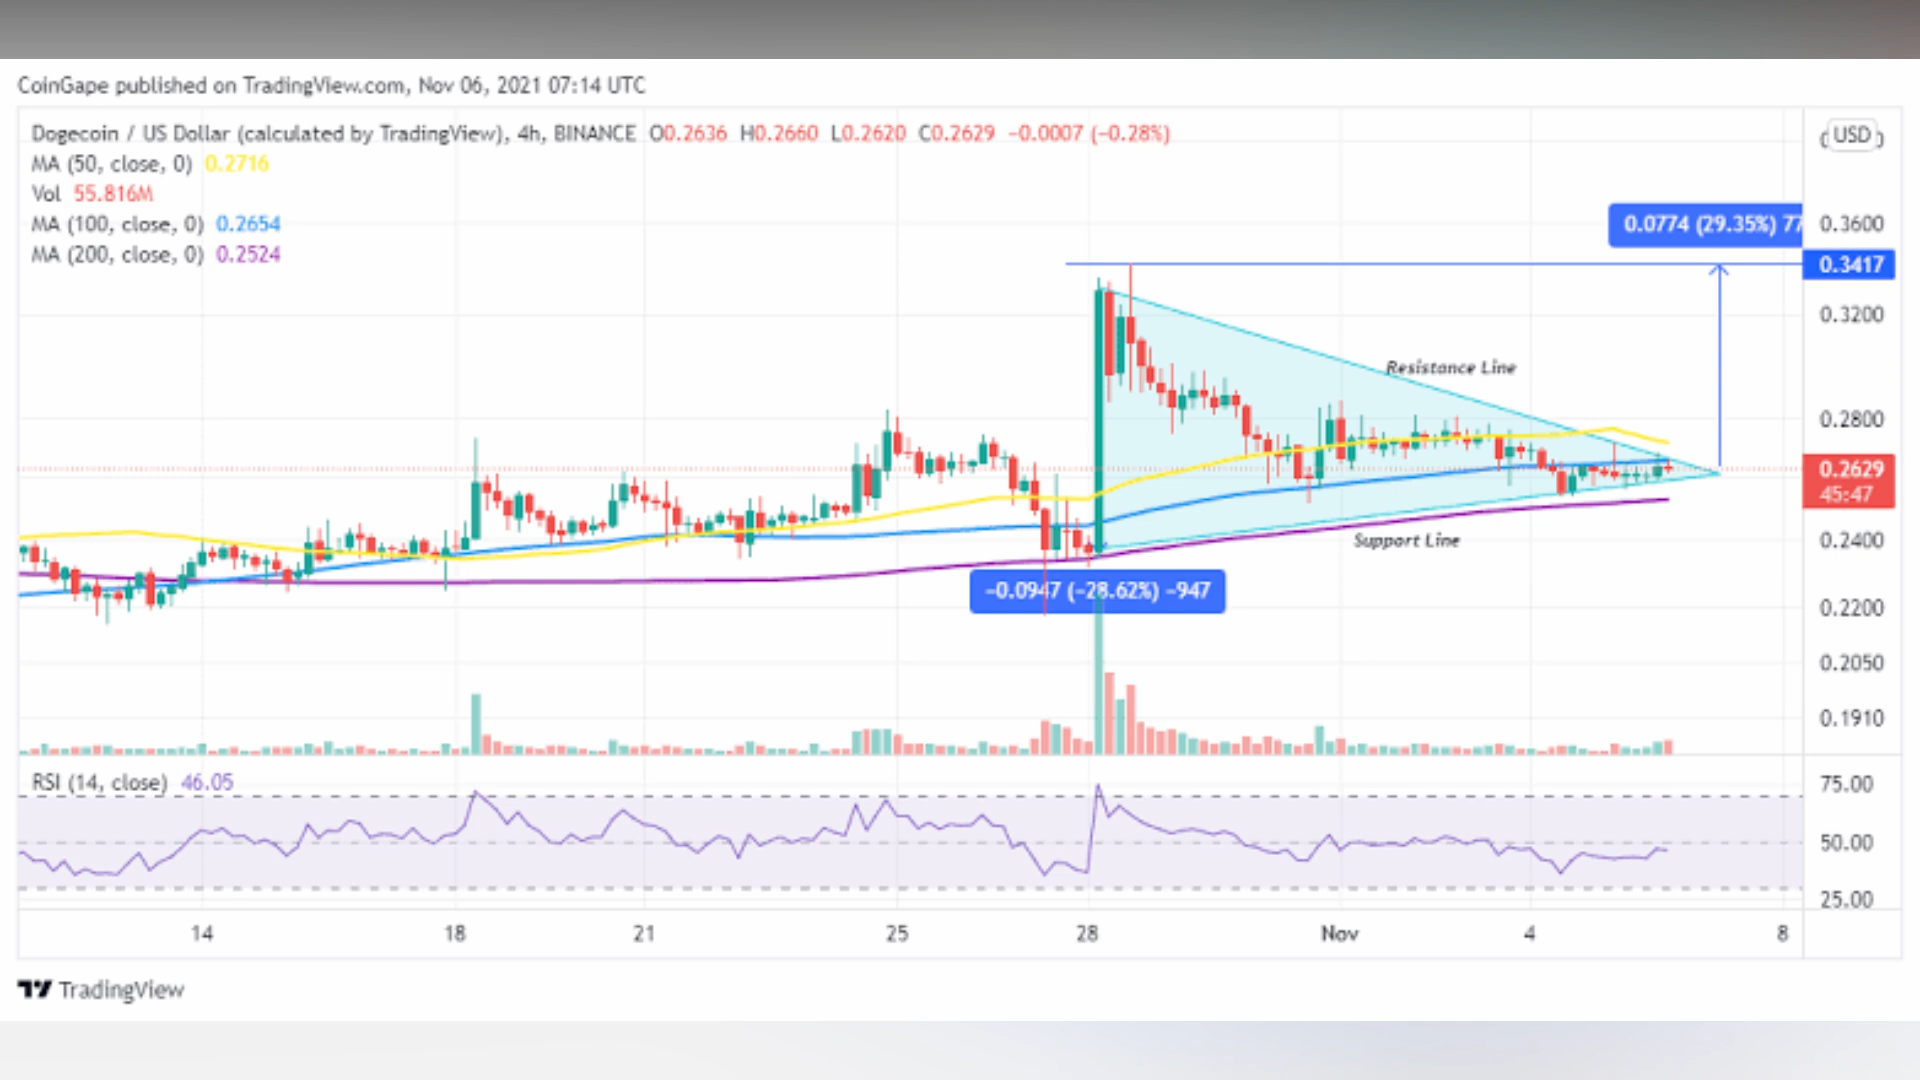 CoinGape published on TradingView.com, Nov 06, 2021 07:14 UTC
Dogecoin / US Dollar (calculated by TradingView), 4h, BINANCE O0.2636 H0.2660 L0.2620 C0.2629 −0.0007 (−0.28%)
USD
MA (50, close, 0) 0.2716
Vol 55.816M
MA (100, close, 0) 0.2654
MA (200, close, 0) 0.2524
0.0774 (29.35%) 77
0.3600
0.3417
0.3200
Resistance Line
0.2800
0.2629
45:47
Support Line
0.2400
−0.0947 (−28.62%) −947
0.2200
0.2050
0.1910
RSI (14, close) 46.05
75.00
50.00
25.00
14 18 21 25 28 Nov 4 8
TradingView